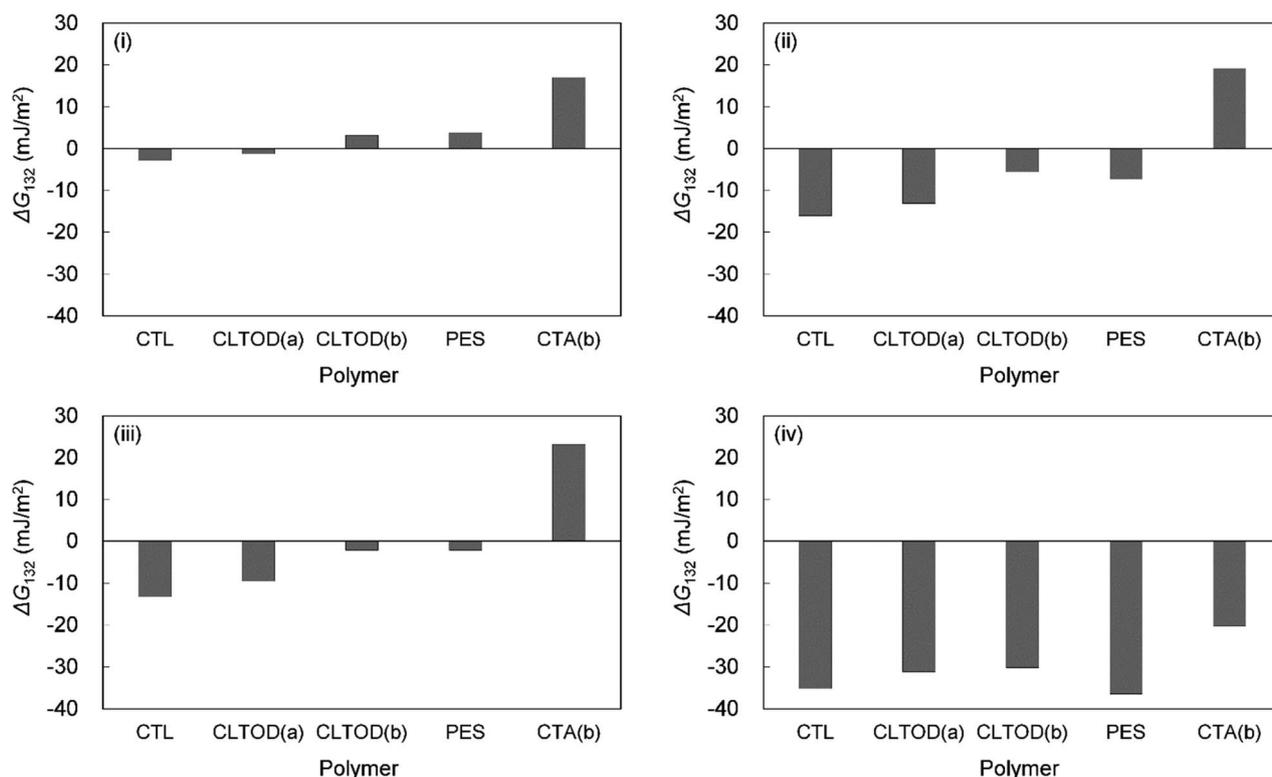 (i)
30
20
10
0
-10
-20
-30
-40
ΔG₁₃₂ (mJ/m²)
CTL CLTOD(a) CLTOD(b) PES CTA(b)
Polymer
(ii)
30
20
10
0
-10
-20
-30
-40
ΔG₁₃₂ (mJ/m²)
CTL CLTOD(a) CLTOD(b) PES CTA(b)
Polymer
(iii)
30
20
10
0
-10
-20
-30
-40
ΔG₁₃₂ (mJ/m²)
CTL CLTOD(a) CLTOD(b) PES CTA(b)
Polymer
(iv)
30
20
10
0
-10
-20
-30
-40
ΔG₁₃₂ (mJ/m²)
CTL CLTOD(a) CLTOD(b) PES CTA(b)
Polymer